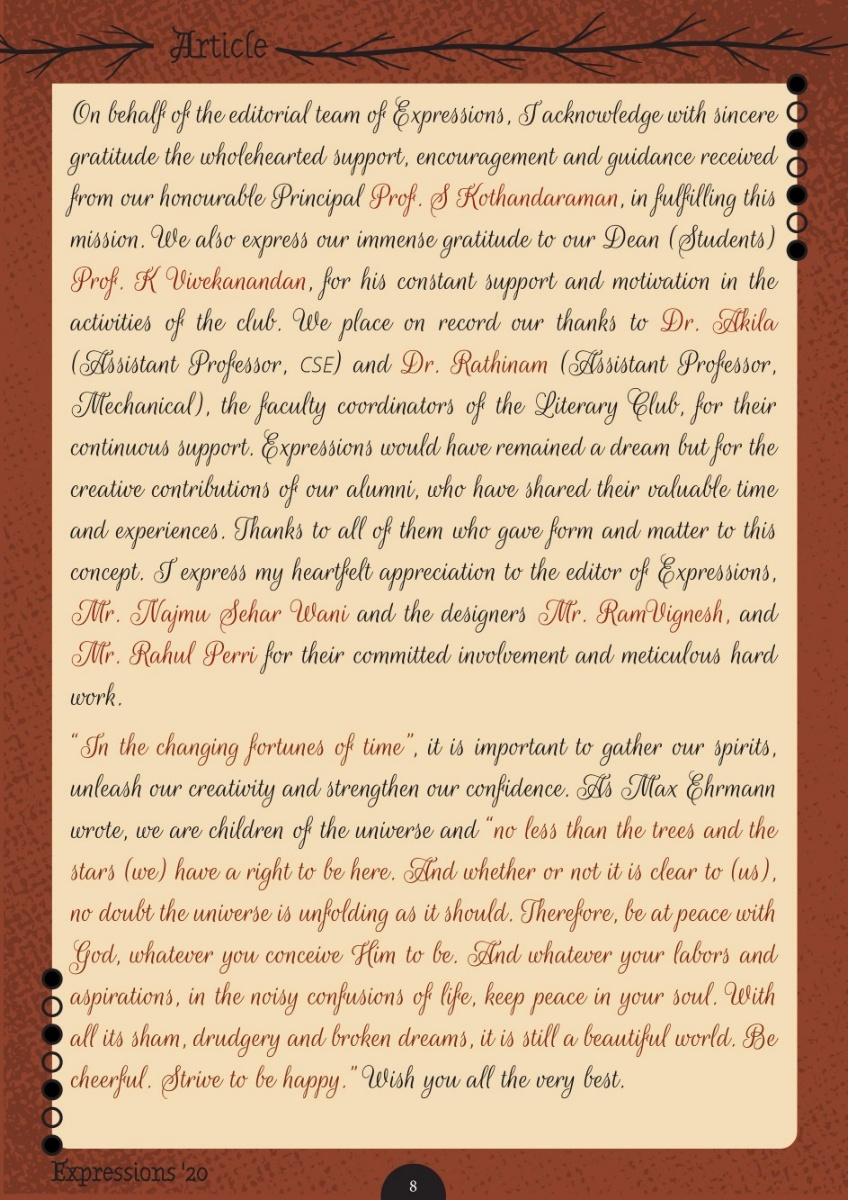 Article
On behalf of the editorial team of Expressions, I acknowledge with sincere
gratitude the wholehearted support, encouragement and guidance received
from our honourable Principal Prof. S Kothandaraman, in fulfilling this
mission. We also express our immense gratitude to our Dean (Students)
Prof. K Vivekanandan, for his constant support and motivation in the
activities of the club. We place on record our thanks to Dr. Akila
(Assistant Professor, CSE) and Dr. Rathinam (Assistant Professor,
Mechanical), the faculty coordinators of the Literary Club, for their
continuous support. Expressions would have remained a dream but for the
creative contributions of our alumni, who have shared their valuable time
and experiences. Thanks to all of them who gave form and matter to this
concept. I express my heartfelt appreciation to the editor of Expressions,
Mr. Najmu Sehar Wani and the designers Mr. RamVignesh, and
Mr. Rahul Perri for their committed involvement and meticulous hard
work.
“In the changing fortunes of time”, it is important to gather our spirits,
unleash our creativity and strengthen our confidence. As Max Ehrmann
wrote, we are children of the universe and “no less than the trees and the
stars (we) have a right to be here. And whether or not it is clear to (us),
no doubt the universe is unfolding as it should. Therefore, be at peace with
God, whatever you conceive Him to be. And whatever your labors and
aspirations, in the noisy confusions of life, keep peace in your soul. With
all its sham, drudgery and broken dreams, it is still a beautiful world. Be
cheerful. Strive to be happy.” Wish you all the very best.
Expressions '20
8